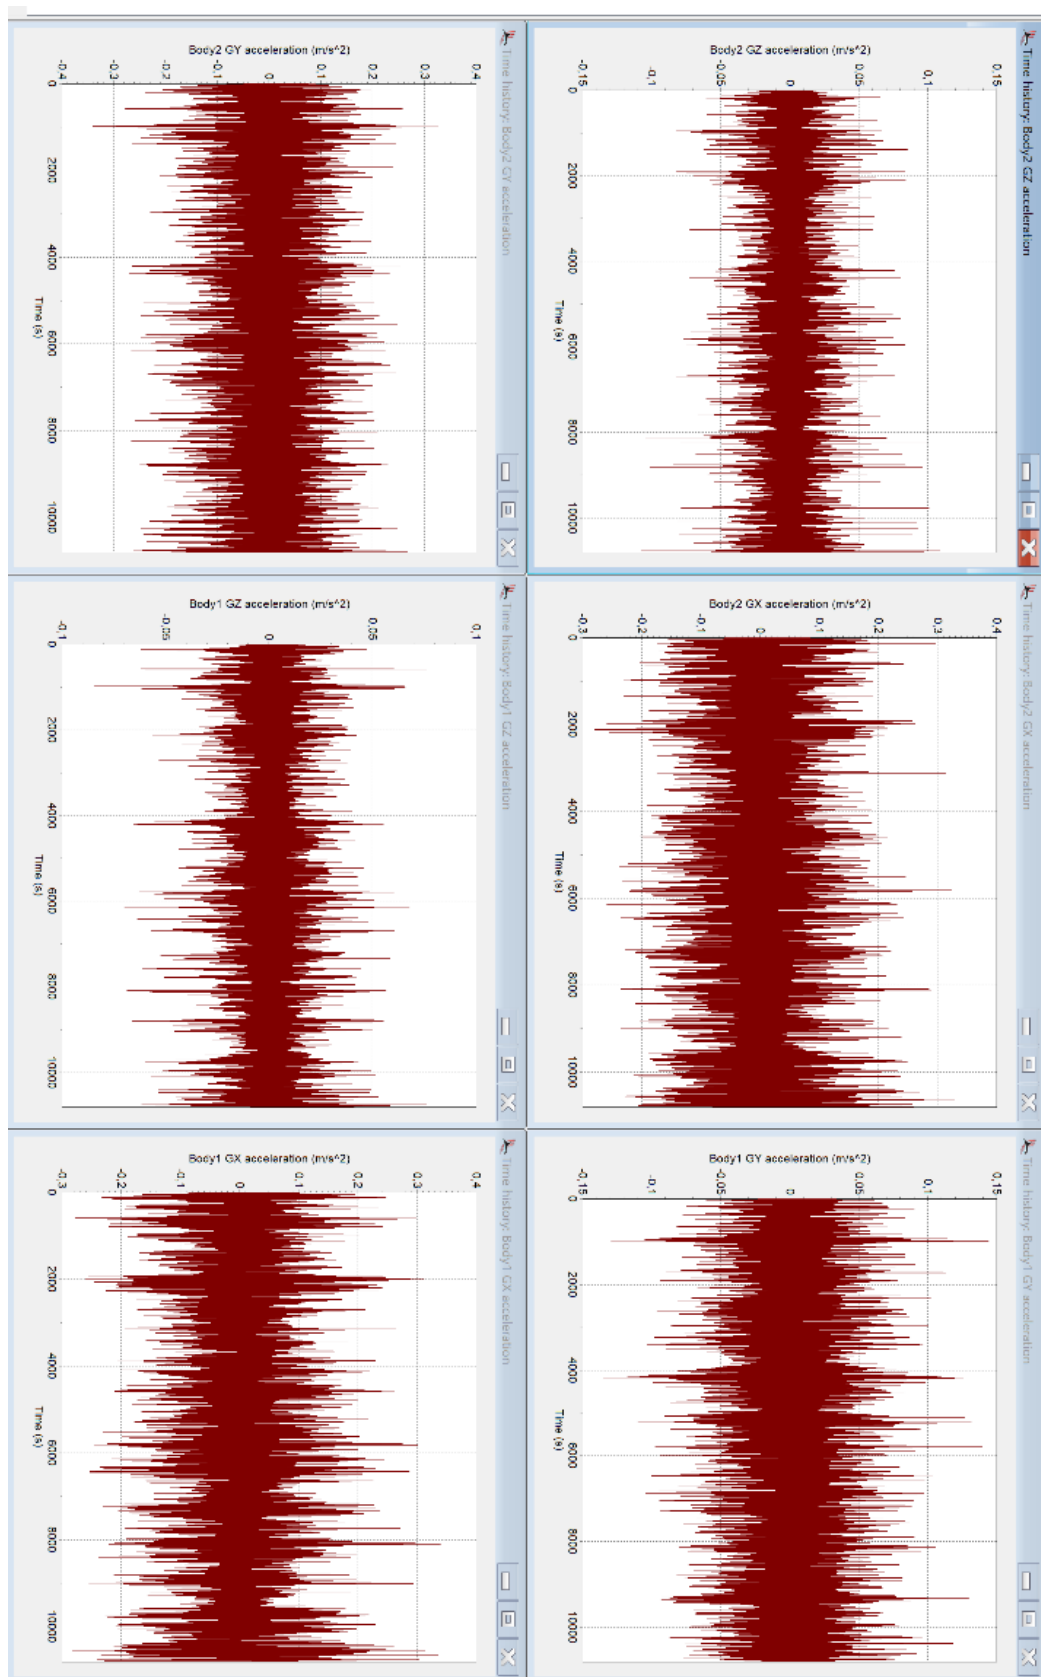 Time history: Body2 GZ acceleration
Body2 GZ acceleration (m/s^2)
0,15
0,1
0,05
0
-0,05
-0,1
-0,15
0 2000 4000 6000 8000 10000
Time (s)
Time history: Body2 GX acceleration
Body2 GX acceleration (m/s^2)
0,4
0,3
0,2
0,1
0,0
-0,1
-0,2
-0,3
0 2000 4000 6000 8000 10000
Time (s)
Time history: Body1 GY acceleration
Body1 GY acceleration (m/s^2)
0,15
0,1
0,05
0
-0,05
-0,1
-0,15
0 2000 4000 6000 8000 10000
Time (s)
Time history: Body2 GY acceleration
Body2 GY acceleration (m/s^2)
0,4
0,3
0,2
0,1
0,0
-0,1
-0,2
-0,3
-0,4
0 2000 4000 6000 8000 10000
Time (s)
Time history: Body1 GZ acceleration
Body1 GZ acceleration (m/s^2)
0,1
0,05
0
-0,05
-0,1
0 2000 4000 6000 8000 10000
Time (s)
Time history: Body1 GX acceleration
Body1 GX acceleration (m/s^2)
0,4
0,3
0,2
0,1
0,0
-0,1
-0,2
-0,3
0 2000 4000 6000 8000 10000
Time (s)